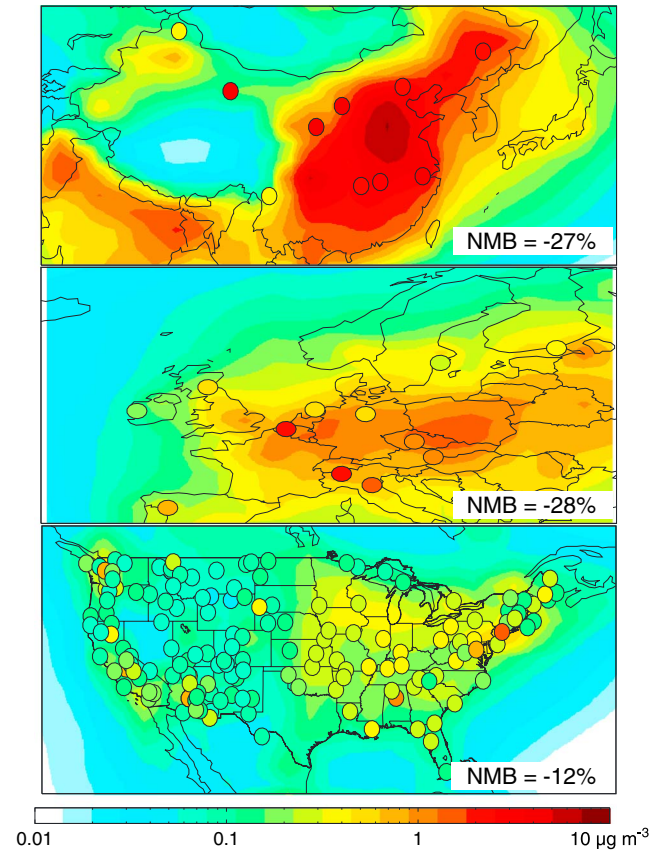 NMB = -27%
NMB = -28%
NMB = -12%
0.01 0.1 1 10 µg m⁻³